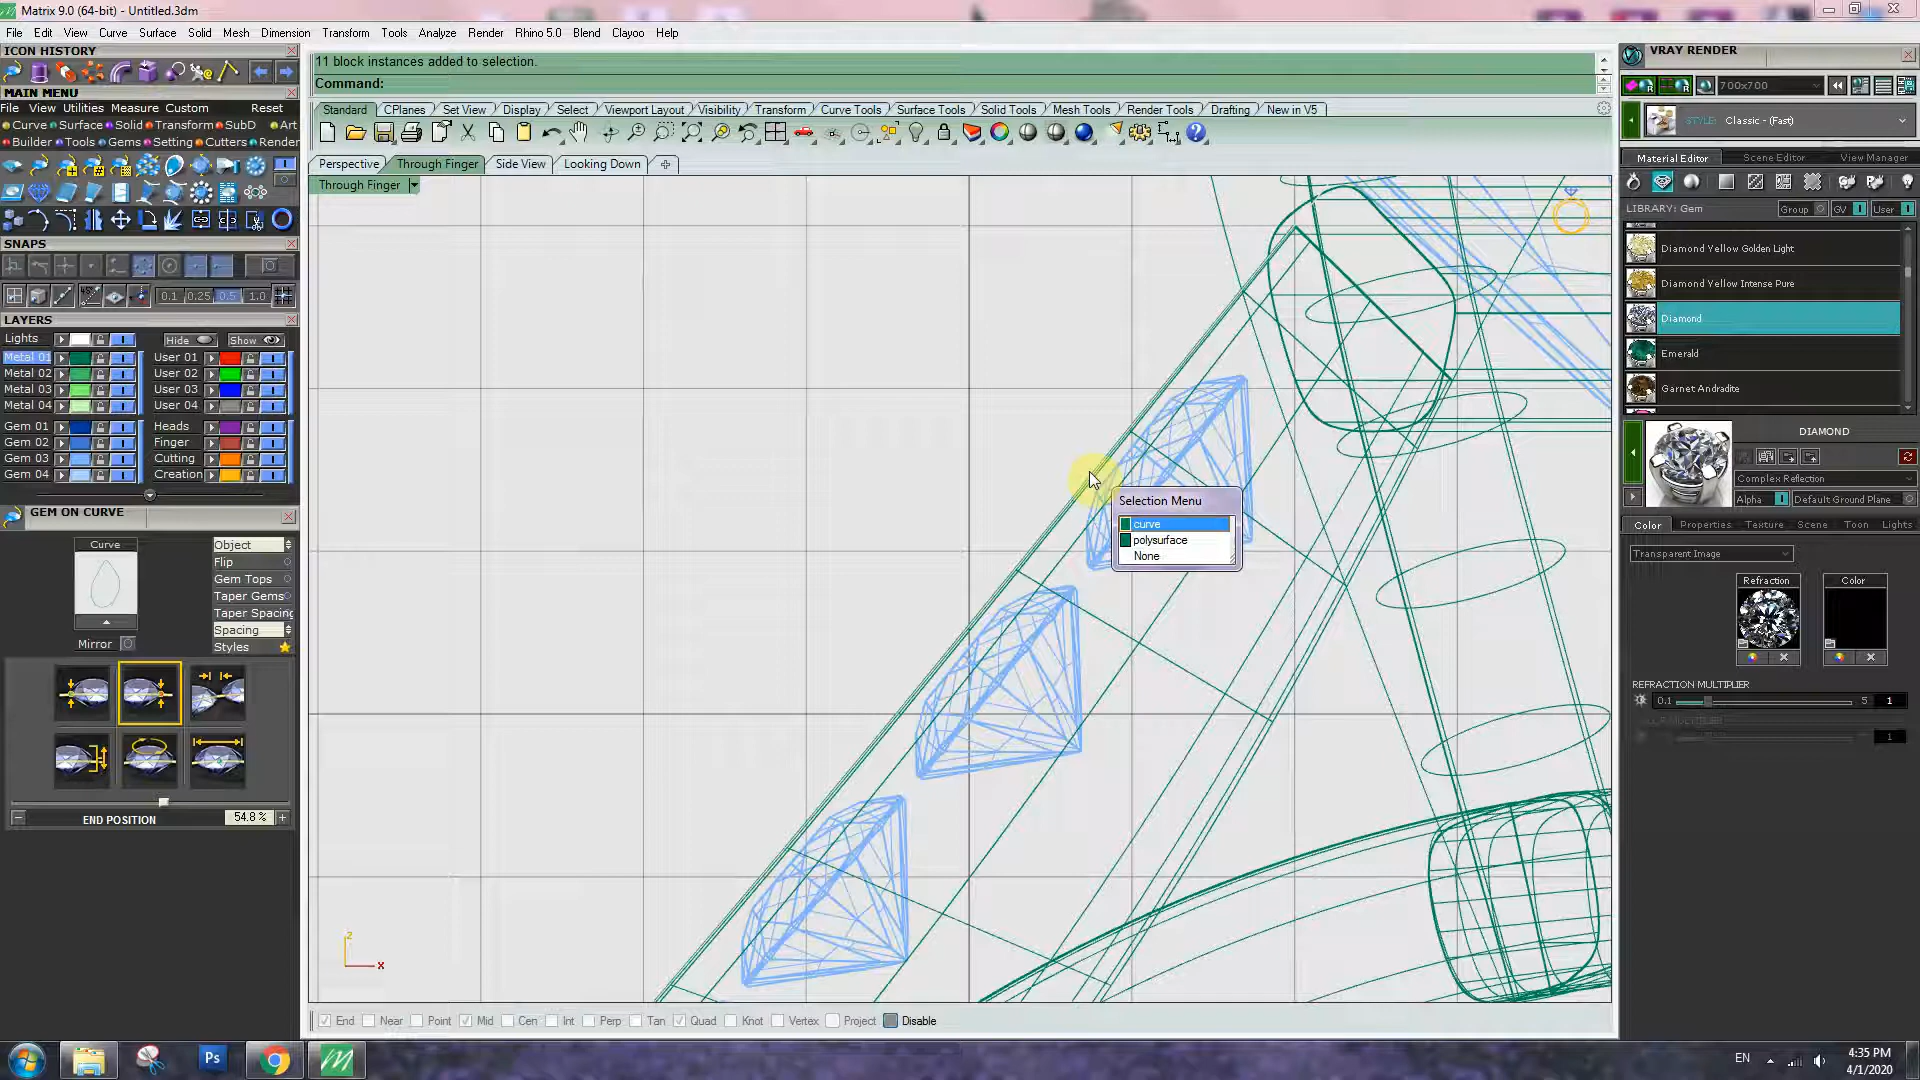 Matrix 9.0 (64-bit) - Untitled.3dm
File Edit View Curve Surface Solid Mesh Dimension Transform Tools Analyze Render Rhino 5.0 Blend Clayoo Help
ICON HISTORY
MAIN MENU
File View Utilities Measure Custom Reset
Curve Surface Solid Transform SubD Art
Builder Tools Gems Setting Cutters Render
SNAPS
0.1 0.25 0.5 1.0
LAYERS
Lights Hide Show
Metal 01 User 01
Metal 02 User 02
Metal 03 User 03
Metal 04 User 04
Gem 01 Heads
Gem 02 Finger
Gem 03 Cutting
Gem 04 Creation
GEM ON CURVE
Curve
Mirror
Object
Flip
Gem Tops
Taper Gems
Taper Spacing
Spacing
Styles
END POSITION 54.8 %
11 block instances added to selection.
Command:
Standard CPlanes Set View Display Select Viewport Layout Visibility Transform Curve Tools Surface Tools Solid Tools Mesh Tools Render Tools Drafting New in V5
Perspective Through Finger Side View Looking Down
Through Finger
Selection Menu
curve
polysurface
None
z
x
End Near Point Mid Cen Int Perp Tan Quad Knot Vertex Project Disable
VRAY RENDER
700x700
STYLE: Classic - (Fast)
Material Editor Scene Editor View Manager
LIBRARY: Gem Group GV User
Diamond Yellow Golden Light
Diamond Yellow Intense Pure
Diamond
Emerald
Garnet Andradite
DIAMOND
Complex Reflection
Alpha Default Ground Plane
Color Properties Texture Scene Toon Lights
Transparent Image
Refraction Color
REFRACTION MULTIPLIER
0.1 5 1
1
Ps
EN
4:35 PM
4/1/2020